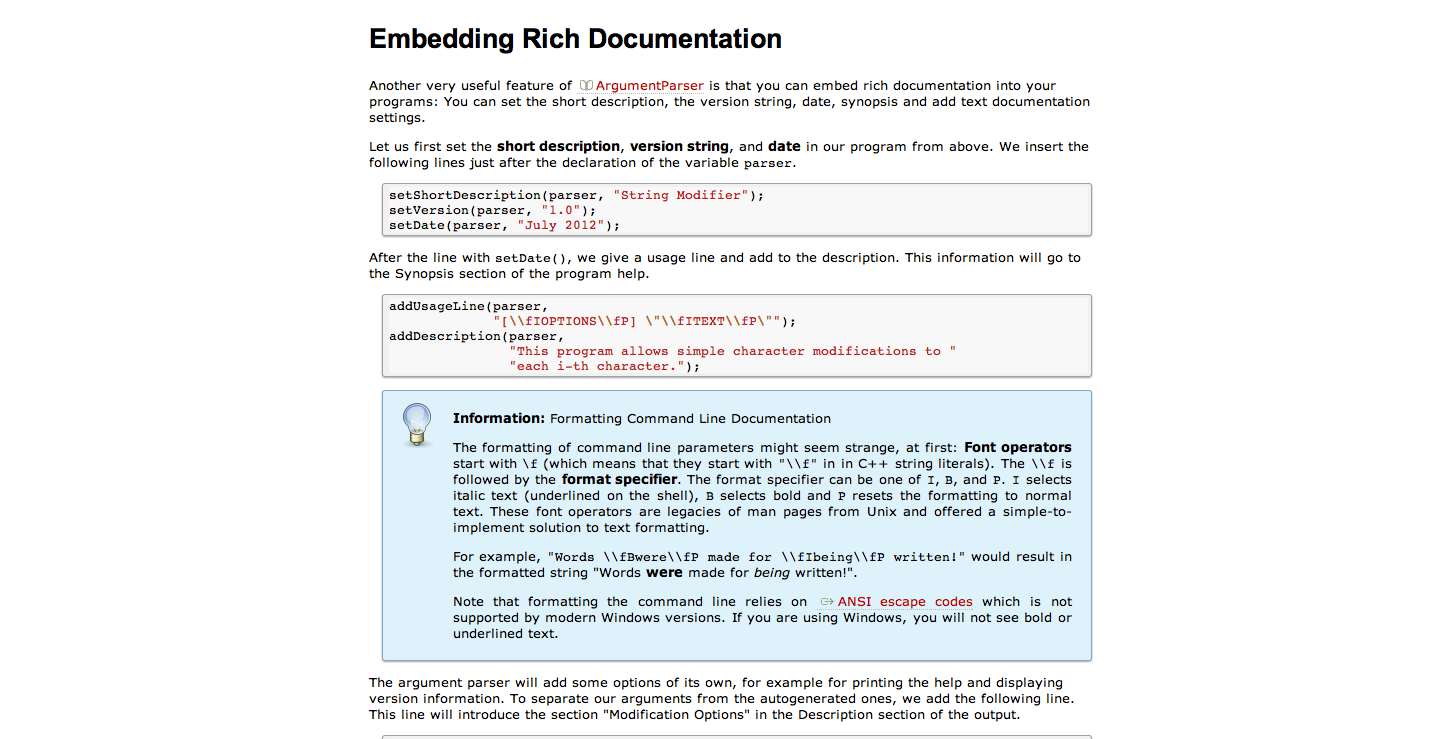 Embedding Rich Documentation
Another very useful feature of ArgumentParser is that you can embed rich documentation into your
programs: You can set the short description, the version string, date, synopsis and add text documentation
settings.
Let us first set the short description, version string, and date in our program from above. We insert the
following lines just after the declaration of the variable parser.
setShortDescription(parser, "String Modifier");
setVersion(parser, "1.0");
setDate(parser, "July 2012");
After the line with setDate(), we give a usage line and add to the description. This information will go to
the Synopsis section of the program help.
addUsageLine(parser,
"[\\fIOPTIONS\\fP] \"\\fITEXT\\fP\"");
addDescription(parser,
"This program allows simple character modifications to "
"each i-th character.");
Information: Formatting Command Line Documentation
The formatting of command line parameters might seem strange, at first: Font operators
start with \f (which means that they start with "\\f" in in C++ string literals). The \\f is
followed by the format specifier. The format specifier can be one of I, B, and P. I selects
italic text (underlined on the shell), B selects bold and P resets the formatting to normal
text. These font operators are legacies of man pages from Unix and offered a simple-to-
implement solution to text formatting.
For example, "Words \\fBwere\\fP made for \\fIbeing\\fP written!" would result in
the formatted string "Words were made for being written!".
Note that formatting the command line relies on ANSI escape codes which is not
supported by modern Windows versions. If you are using Windows, you will not see bold or
underlined text.
The argument parser will add some options of its own, for example for printing the help and displaying
version information. To separate our arguments from the autogenerated ones, we add the following line.
This line will introduce the section "Modification Options" in the Description section of the output.